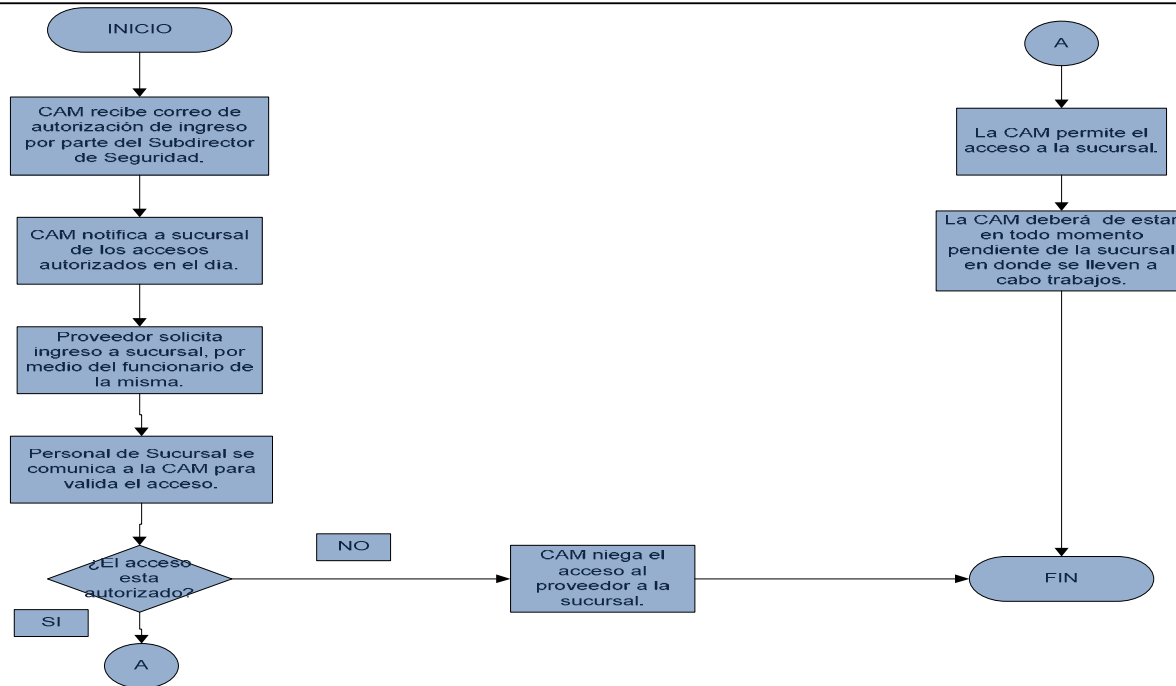 INICIO
CAM recibe correo de
autorización de ingreso
por parte del Subdirector
de Seguridad.
CAM notifica a sucursal
de los accesos
autorizados en el día.
Proveedor solicita
ingreso a sucursal, por
medio del funcionario de
la misma.
Personal de Sucursal se
comunica a la CAM para
valida el acceso.
¿El acceso
esta
autorizado?
NO
CAM niega el
acceso al
proveedor a la
sucursal.
SI
A
A
La CAM permite el
acceso a la sucursal.
La CAM deberá de estar
en todo momento
pendiente de la sucursal
en donde se lleven a
cabo trabajos.
FIN